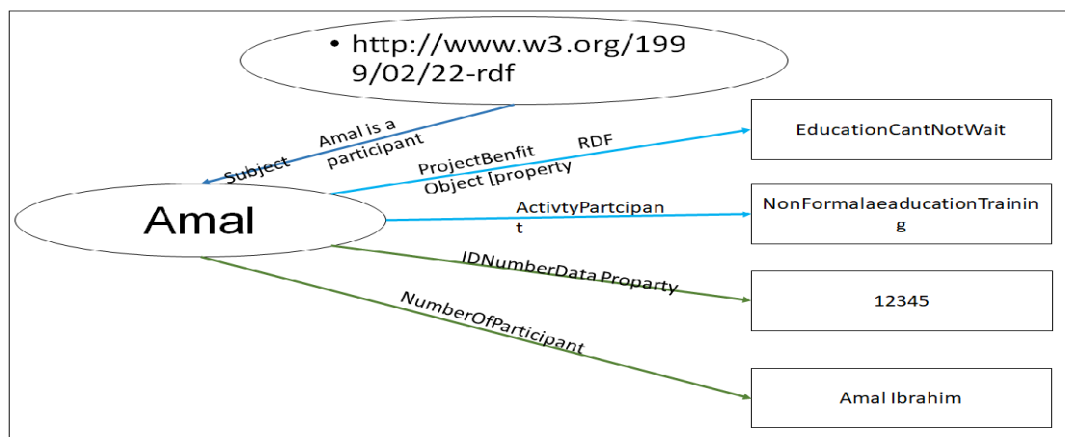 • http://www.w3.org/199
9/02/22-rdf
Amal is a
participant
Subject
ProjectBenfit RDF
Object [property
EducationCantNotWait
Amal
ActivtyPartcipan
t
NonFormalaeaducationTrainin
g
IDNumberData Proparty
12345
NumberOfParticipant
Amal Ibrahim